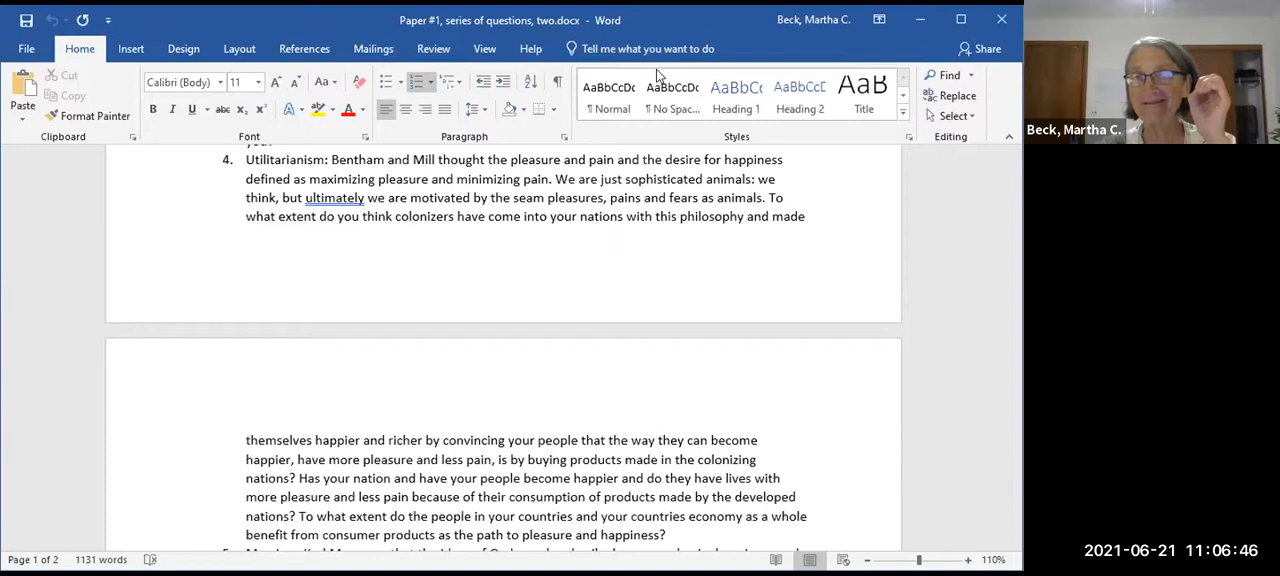 Paper #1, series of questions, two.docx - Word
Beck, Martha C.
File Home Insert Design Layout References Mailings Review View Help Tell me what you want to do Share
Paste
Cut
Copy
Format Painter
Clipboard
Calibri (Body) 11
Font
Paragraph
AaBbCcDc AaBbCcDc AaBbCc AaBbCcD AaB
¶ Normal ¶ No Spac... Heading 1 Heading 2 Title
Styles
Find
Replace
Select
Editing
Beck, Martha C.
4. Utilitarianism: Bentham and Mill thought the pleasure and pain and the desire for happiness
defined as maximizing pleasure and minimizing pain. We are just sophisticated animals: we
think, but ultimately we are motivated by the seam pleasures, pains and fears as animals. To
what extent do you think colonizers have come into your nations with this philosophy and made
themselves happier and richer by convincing your people that the way they can become
happier, have more pleasure and less pain, is by buying products made in the colonizing
nations? Has your nation and have your people become happier and do they have lives with
more pleasure and less pain because of their consumption of products made by the developed
nations? To what extent do the people in your countries and your countries economy as a whole
benefit from consumer products as the path to pleasure and happiness?
Page 1 of 2 1131 words
110%
2021-06-21 11:06:46